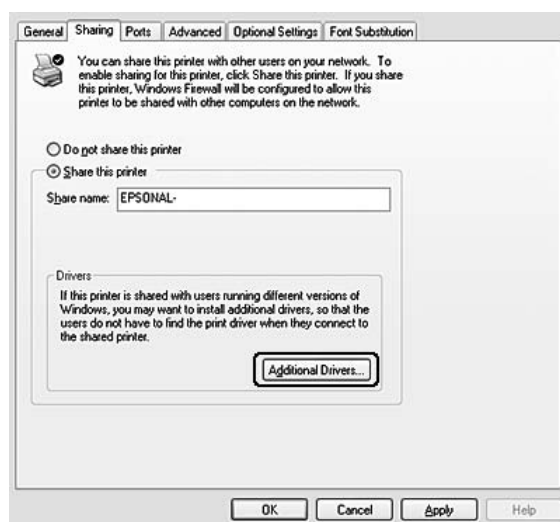 General Sharing Ports Advanced Optional Settings Font Substitution
You can share this printer with other users on your network. To
enable sharing for this printer, click Share this printer. If you share
this printer, Windows Firewall will be configured to allow this
printer to be shared with other computers on the network.
Do not share this printer
Share this printer
Share name: EPSONAL-
Drivers
If this printer is shared with users running different versions of
Windows, you may want to install additional drivers, so that the
users do not have to find the print driver when they connect to
the shared printer.
Additional Drivers...
OK Cancel Apply Help